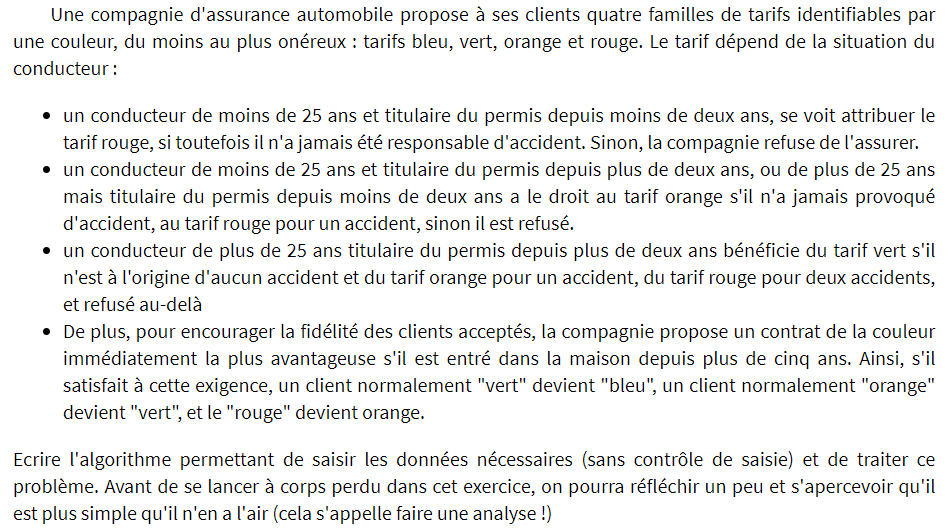 Une compagnie d'assurance automobile propose à ses clients quatre familles de tarifs identifiables par
une couleur, du moins au plus onéreux : tarifs bleu, vert, orange et rouge. Le tarif dépend de la situation du
conducteur :
• un conducteur de moins de 25 ans et titulaire du permis depuis moins de deux ans, se voit attribuer le
tarif rouge, si toutefois il n'a jamais été responsable d'accident. Sinon, la compagnie refuse de l'assurer.
• un conducteur de moins de 25 ans et titulaire du permis depuis plus de deux ans, ou de plus de 25 ans
mais titulaire du permis depuis moins de deux ans a le droit au tarif orange s'il n'a jamais provoqué
d'accident, au tarif rouge pour un accident, sinon il est refusé.
• un conducteur de plus de 25 ans titulaire du permis depuis plus de deux ans bénéficie du tarif vert s'il
n'est à l'origine d'aucun accident et du tarif orange pour un accident, du tarif rouge pour deux accidents,
et refusé au-delà
• De plus, pour encourager la fidélité des clients acceptés, la compagnie propose un contrat de la couleur
immédiatement la plus avantageuse s'il est entré dans la maison depuis plus de cinq ans. Ainsi, s'il
satisfait à cette exigence, un client normalement "vert" devient "bleu", un client normalement "orange"
devient "vert", et le "rouge" devient orange.
Ecrire l'algorithme permettant de saisir les données nécessaires (sans contrôle de saisie) et de traiter ce
problème. Avant de se lancer à corps perdu dans cet exercice, on pourra réfléchir un peu et s'apercevoir qu'il
est plus simple qu'il n'en a l'air (cela s'appelle faire une analyse !)